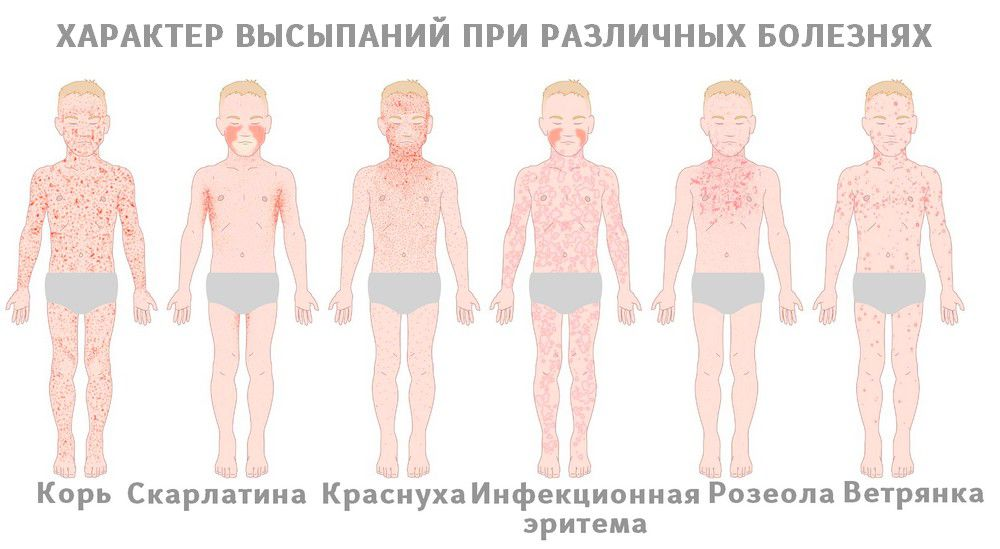 ХАРАКТЕР ВЫСЫПАНИЙ ПРИ РАЗЛИЧНЫХ БОЛЕЗНЯХ
Корь Скарлатина Краснуха Инфекционная эритема Розеола Ветрянка